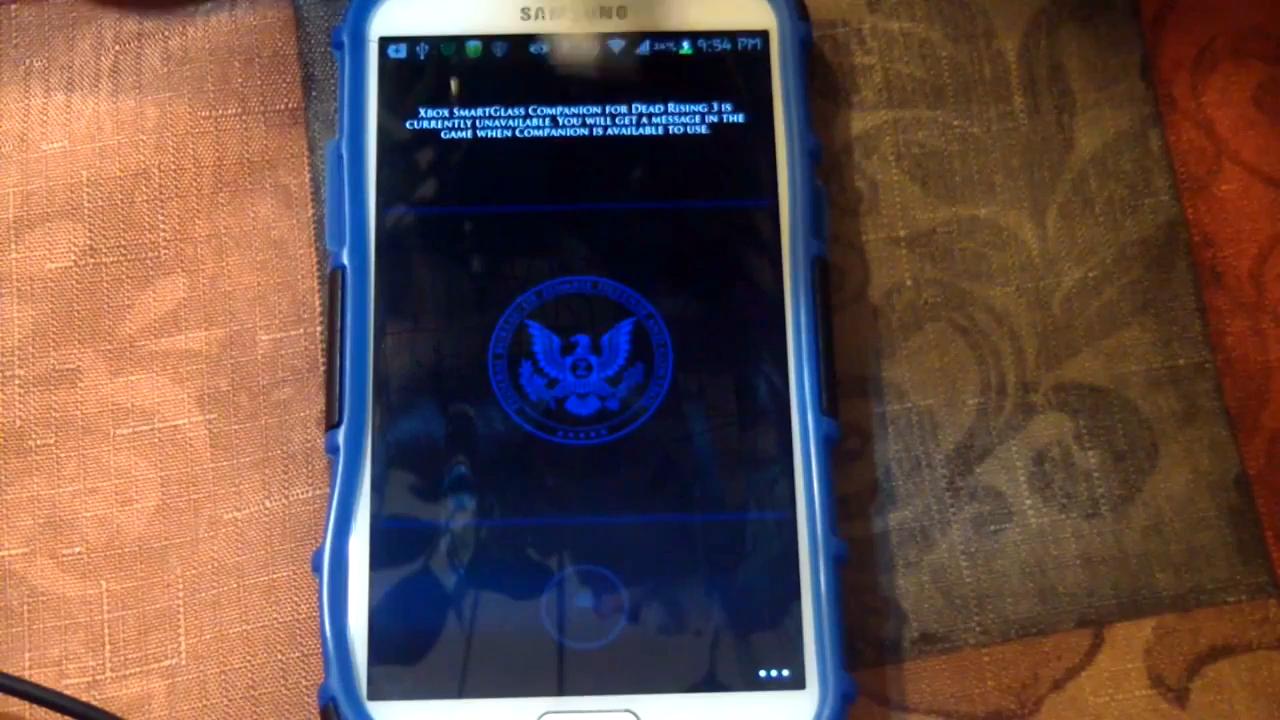 SAMSUNG
26% 9:54 PM
XBOX SMARTGLASS COMPANION FOR DEAD RISING 3 IS
CURRENTLY UNAVAILABLE. YOU WILL GET A MESSAGE IN THE
GAME WHEN COMPANION IS AVAILABLE TO USE.
Z